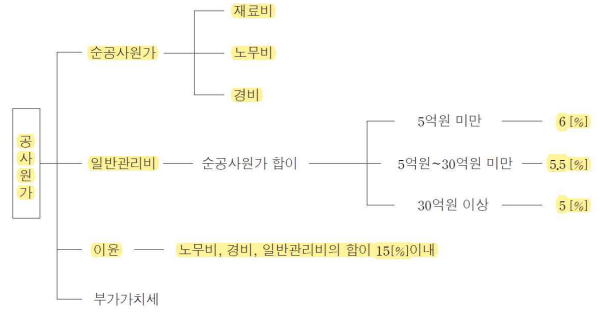 공사원가
순공사원가
재료비
노무비
경비
일반관리비
순공사원가 합이
5억원 미만
6 [%]
5억원~30억원 미만
5.5 [%]
30억원 이상
5 [%]
이윤
노무비, 경비, 일반관리비의 합이 15[%]이내
부가가치세